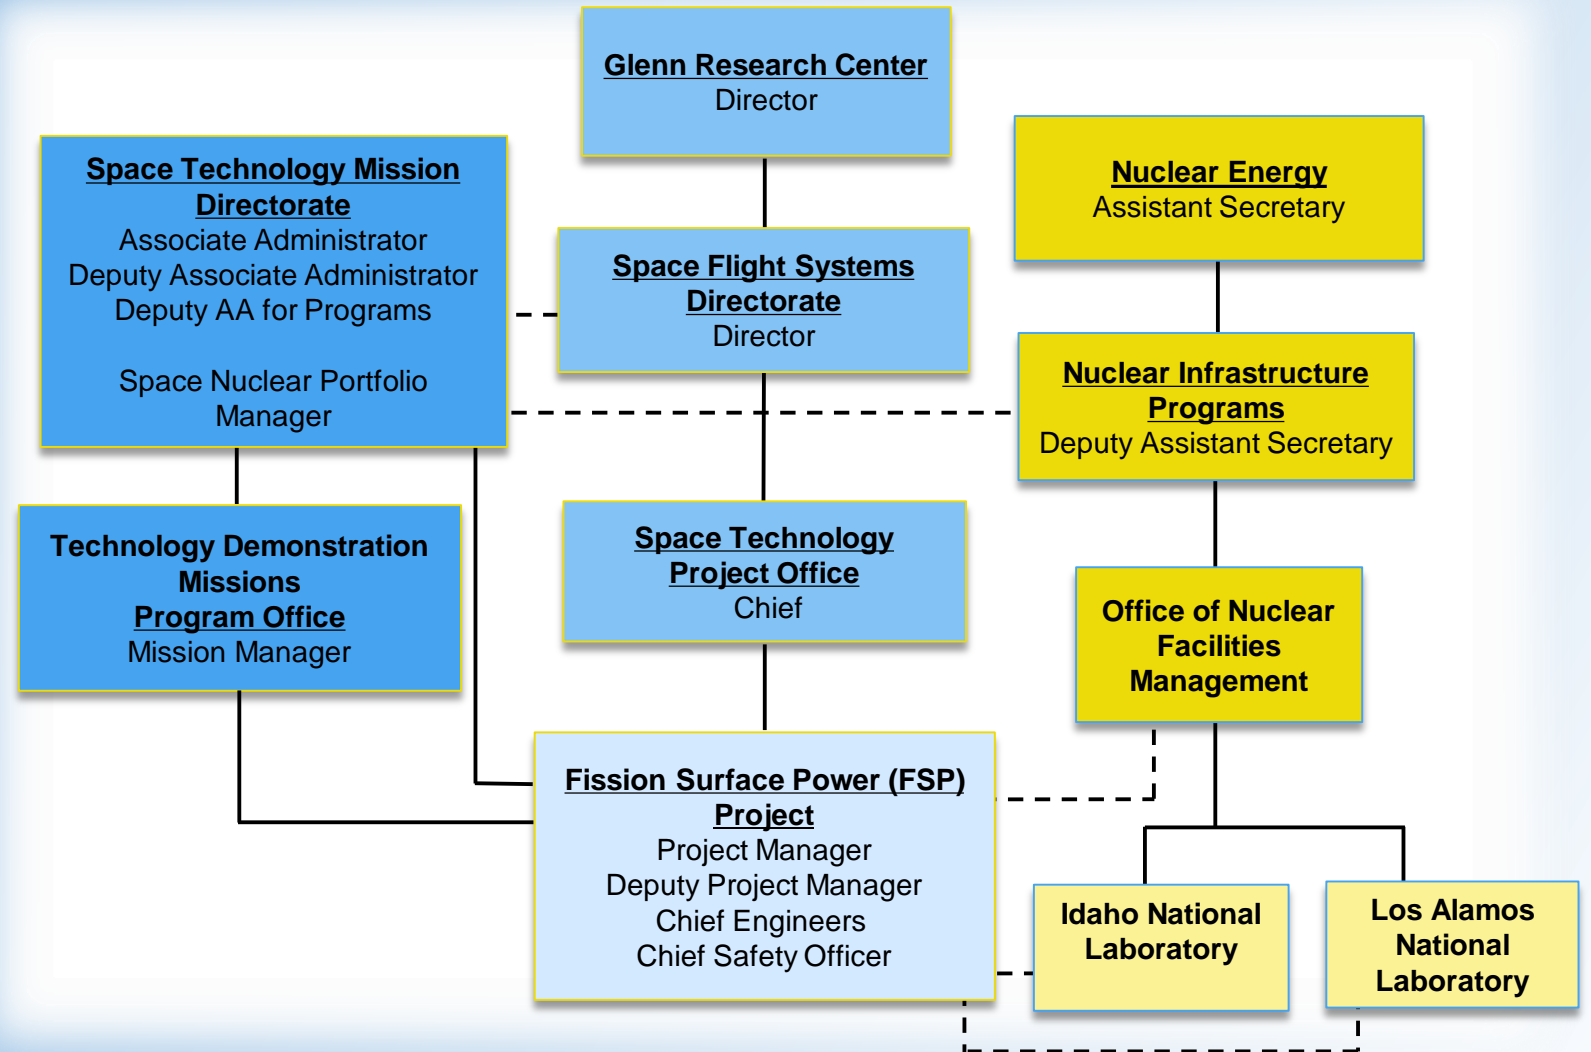 Glenn Research Center
Director
Space Technology Mission
Directorate
Associate Administrator
Deputy Associate Administrator
Deputy AA for Programs
Space Nuclear Portfolio
Manager
Nuclear Energy
Assistant Secretary
Space Flight Systems
Directorate
Director
Nuclear Infrastructure
Programs
Deputy Assistant Secretary
Technology Demonstration
Missions
Program Office
Mission Manager
Space Technology
Project Office
Chief
Office of Nuclear
Facilities
Management
Fission Surface Power (FSP)
Project
Project Manager
Deputy Project Manager
Chief Engineers
Chief Safety Officer
Idaho National
Laboratory
Los Alamos
National
Laboratory